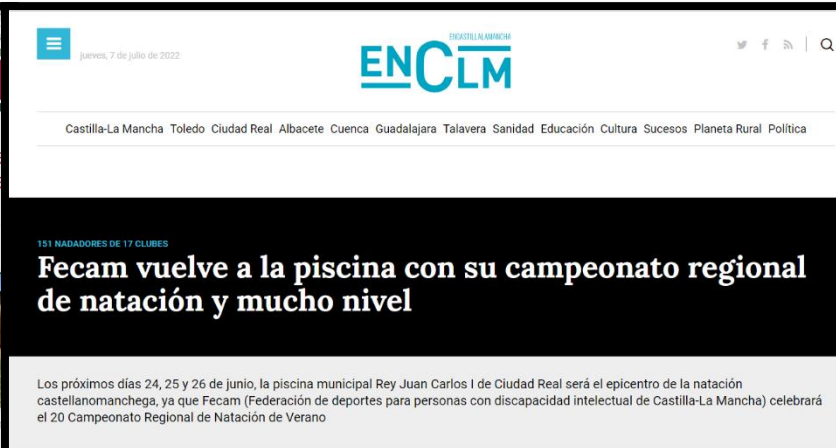 jueves, 7 de julio de 2022
ENCASTILLALAMANCHA
ENCLM
Castilla-La Mancha Toledo Ciudad Real Albacete Cuenca Guadalajara Talavera Sanidad Educación Cultura Sucesos Planeta Rural Política
151 NADADORES DE 17 CLUBES
Fecam vuelve a la piscina con su campeonato regional
de natación y mucho nivel
Los próximos días 24, 25 y 26 de junio, la piscina municipal Rey Juan Carlos I de Ciudad Real será el epicentro de la natación
castellanomanchega, ya que Fecam (Federación de deportes para personas con discapacidad intelectual de Castilla-La Mancha) celebrará
el 20 Campeonato Regional de Natación de Verano